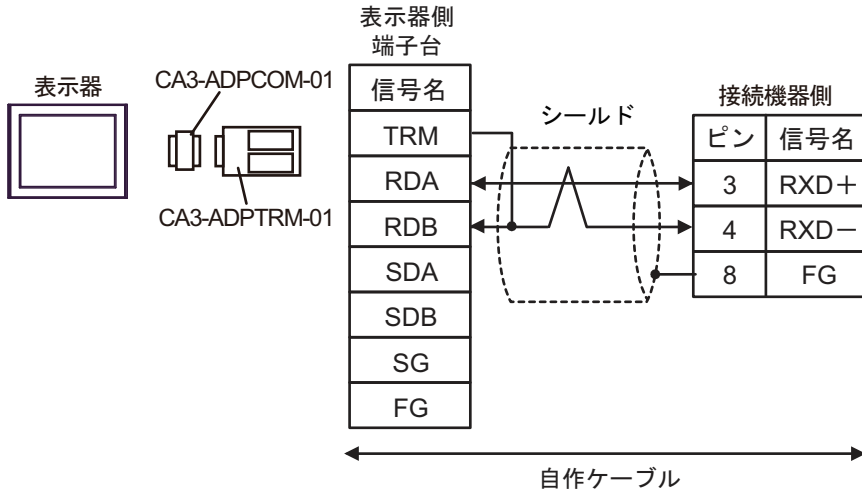 表示器
CA3-ADPCOM-01
CA3-ADPTRM-01
表示器側
端子台
信号名
TRM
RDA
RDB
SDA
SDB
SG
FG
シールド
接続機器側
ピン 信号名
3 RXD＋
4 RXD－
8 FG
自作ケーブル